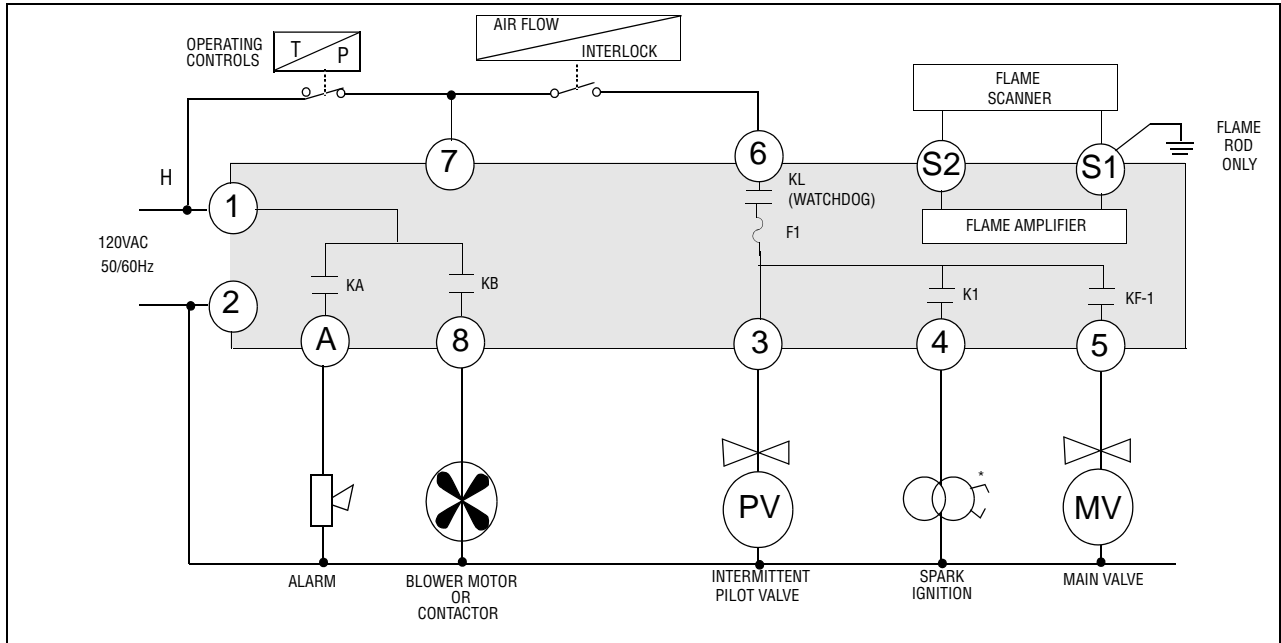 OPERATING
CONTROLS
T
P
AIR FLOW
INTERLOCK
FLAME
SCANNER
FLAME
ROD
ONLY
7
6
S2
S1
H
KL
(WATCHDOG)
1
F1
FLAME AMPLIFIER
120VAC
50/60Hz
KA
KB
K1
KF-1
2
A
8
3
4
5
*
PV
MV
ALARM
BLOWER MOTOR
OR
CONTACTOR
INTERMITTENT
PILOT VALVE
SPARK
IGNITION
MAIN VALVE